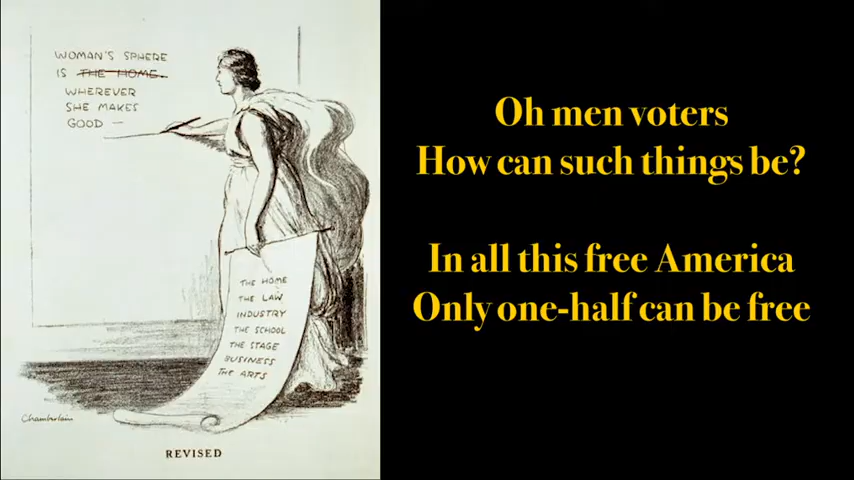 WOMAN'S SPHERE
IS THE HOME.
WHEREVER
SHE MAKES
GOOD —
THE HOME
THE LAW
INDUSTRY
THE SCHOOL
THE STAGE
BUSINESS
THE ARTS
Chamberlain
REVISED
Oh men voters
How can such things be?
In all this free America
Only one-half can be free